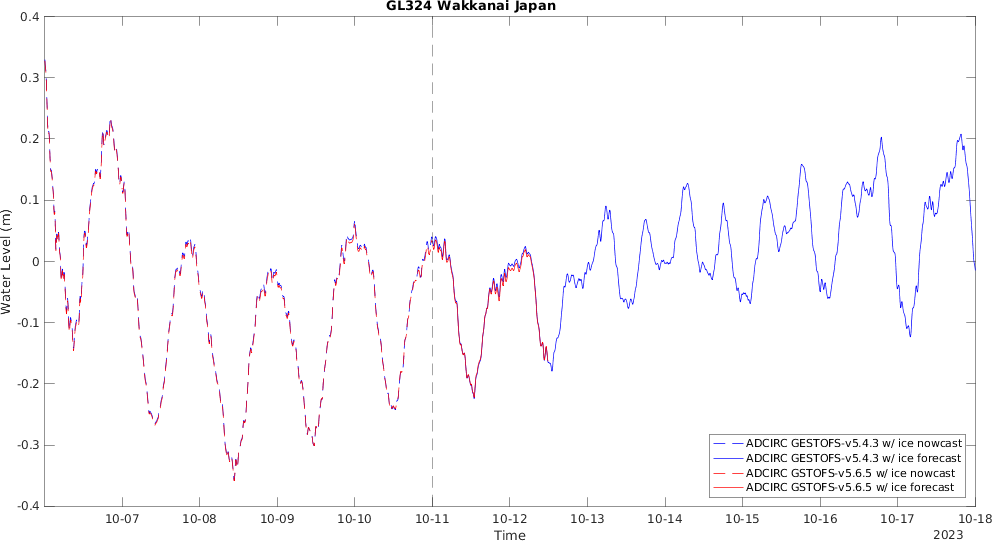 GL324 Wakkanai Japan
0.4
0.3
0.2
0.1
0
-0.1
-0.2
-0.3
-0.4
Water Level (m)
ADCIRC GESTOFS-v5.4.3 w/ ice nowcast
ADCIRC GESTOFS-v5.4.3 w/ ice forecast
ADCIRC GSTOFS-v5.6.5 w/ ice nowcast
ADCIRC GSTOFS-v5.6.5 w/ ice forecast
10-07 10-08 10-09 10-10 10-11 10-12 10-13 10-14 10-15 10-16 10-17 10-18
Time
2023